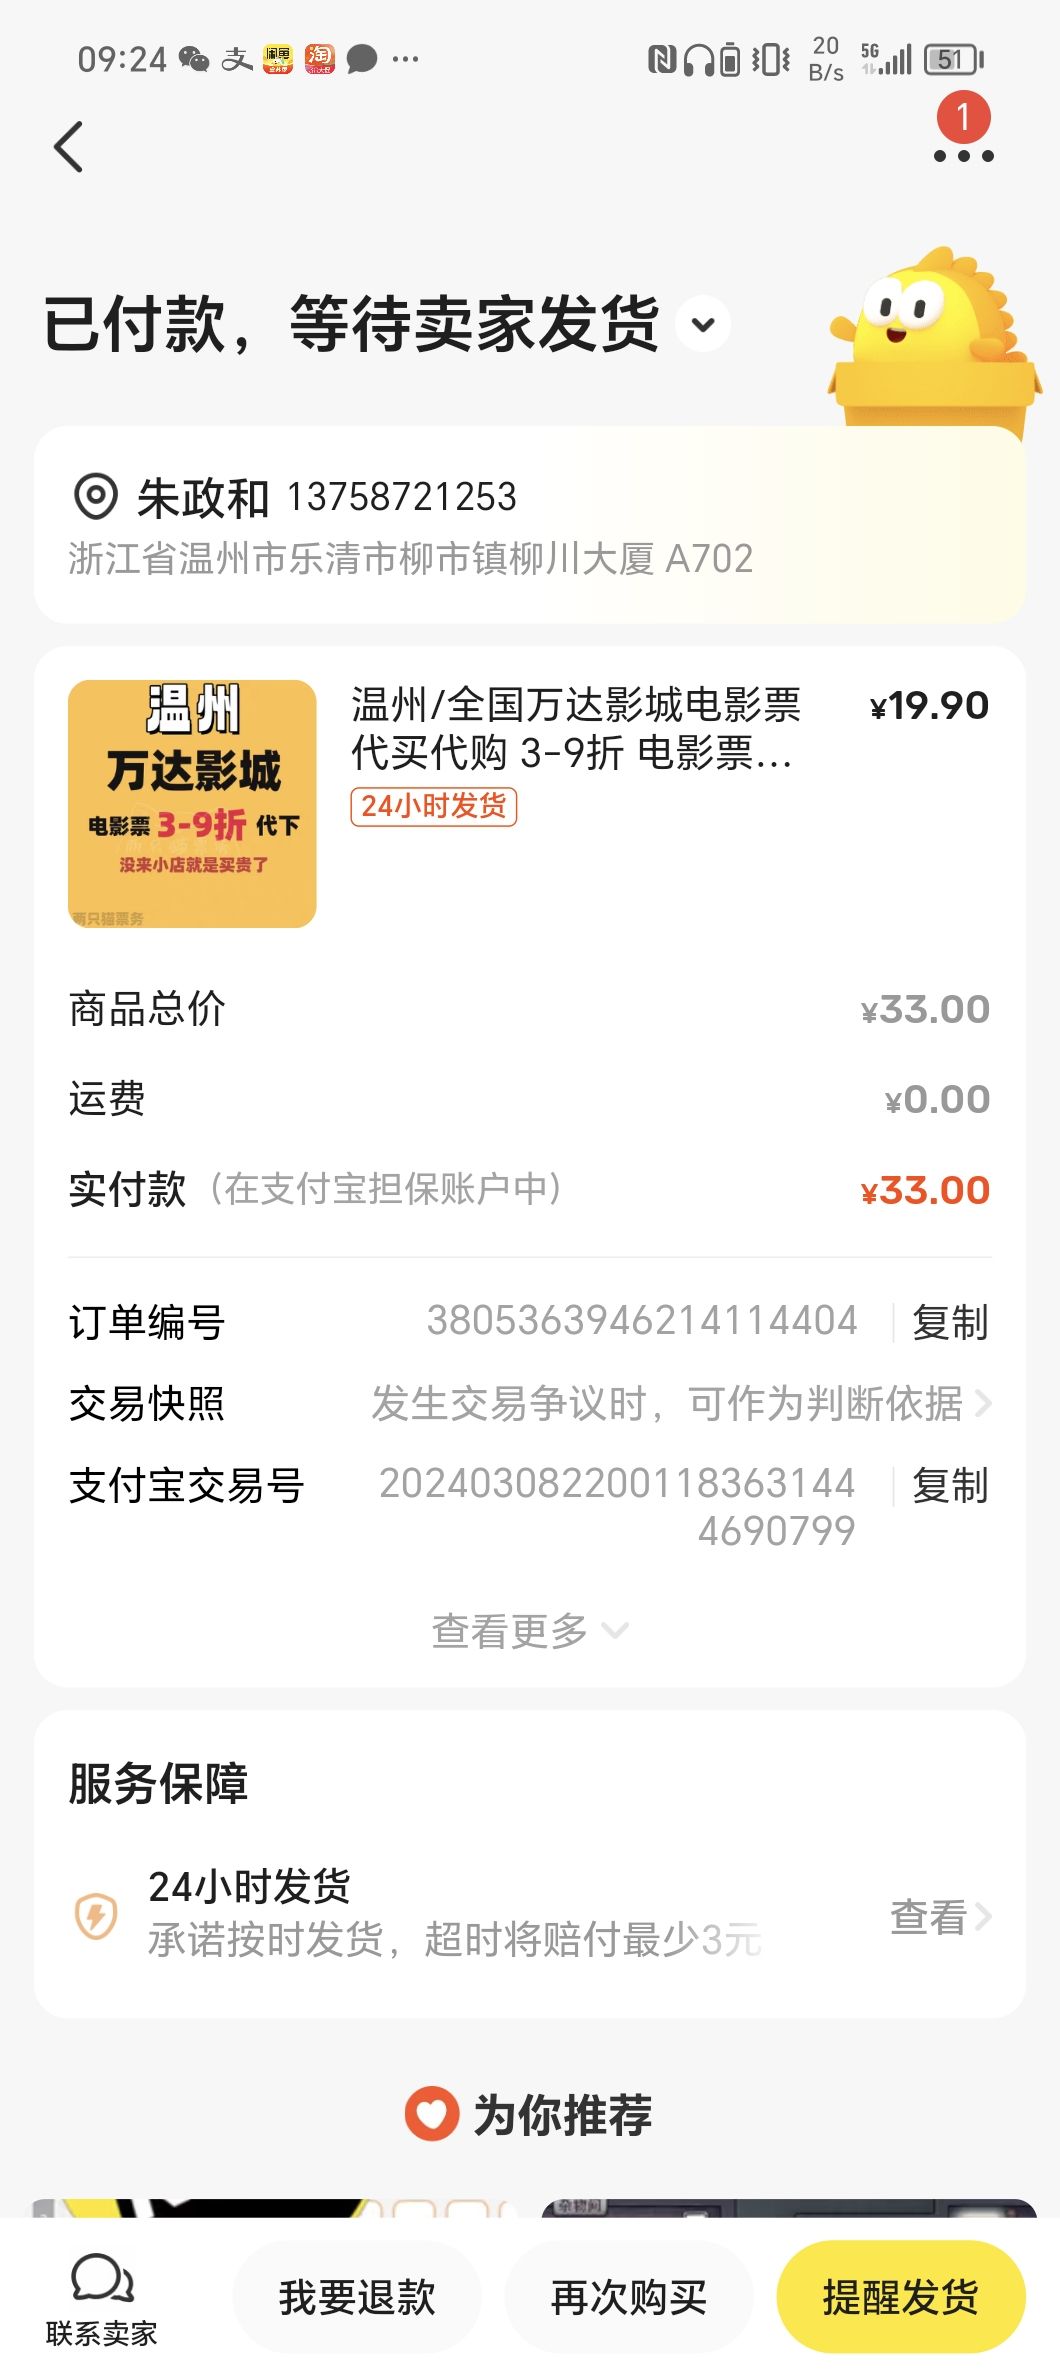 09:24
20
B/s
5G
51
1
已付款，等待卖家发货
朱政和 13758721253
浙江省温州市乐清市柳市镇柳川大厦 A702
温州
万达影城
电影票 3-9折 代下
没来小店就是买贵了
两只猫票务
温州/全国万达影城电影票
代买代购 3-9折 电影票...
¥19.90
24小时发货
商品总价 ¥33.00
运费 ¥0.00
实付款（在支付宝担保账户中） ¥33.00
订单编号 3805363946214114404 复制
交易快照 发生交易争议时，可作为判断依据
支付宝交易号 202403082200118363144 复制
4690799
查看更多
服务保障
24小时发货
承诺按时发货，超时将赔付最少3元
查看
为你推荐
杂物间
联系卖家
我要退款
再次购买
提醒发货